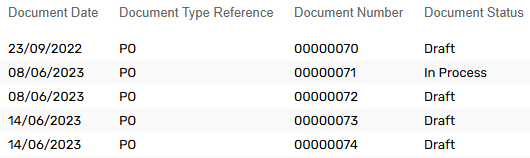 Document Date Document Type Reference Document Number Document Status
23/09/2022 PO 00000070 Draft
08/06/2023 PO 00000071 In Process
08/06/2023 PO 00000072 Draft
14/06/2023 PO 00000073 Draft
14/06/2023 PO 00000074 Draft